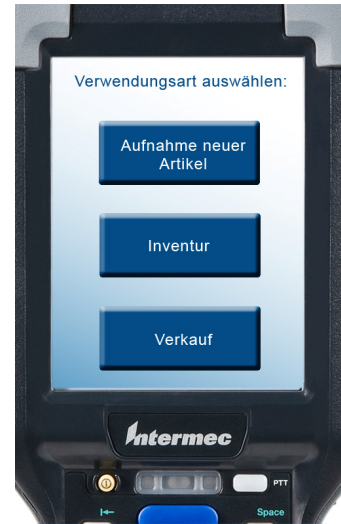 Verwendungsart auswählen:
Aufnahme neuer
Artikel
Inventur
Verkauf
Intermec
PTT
Space